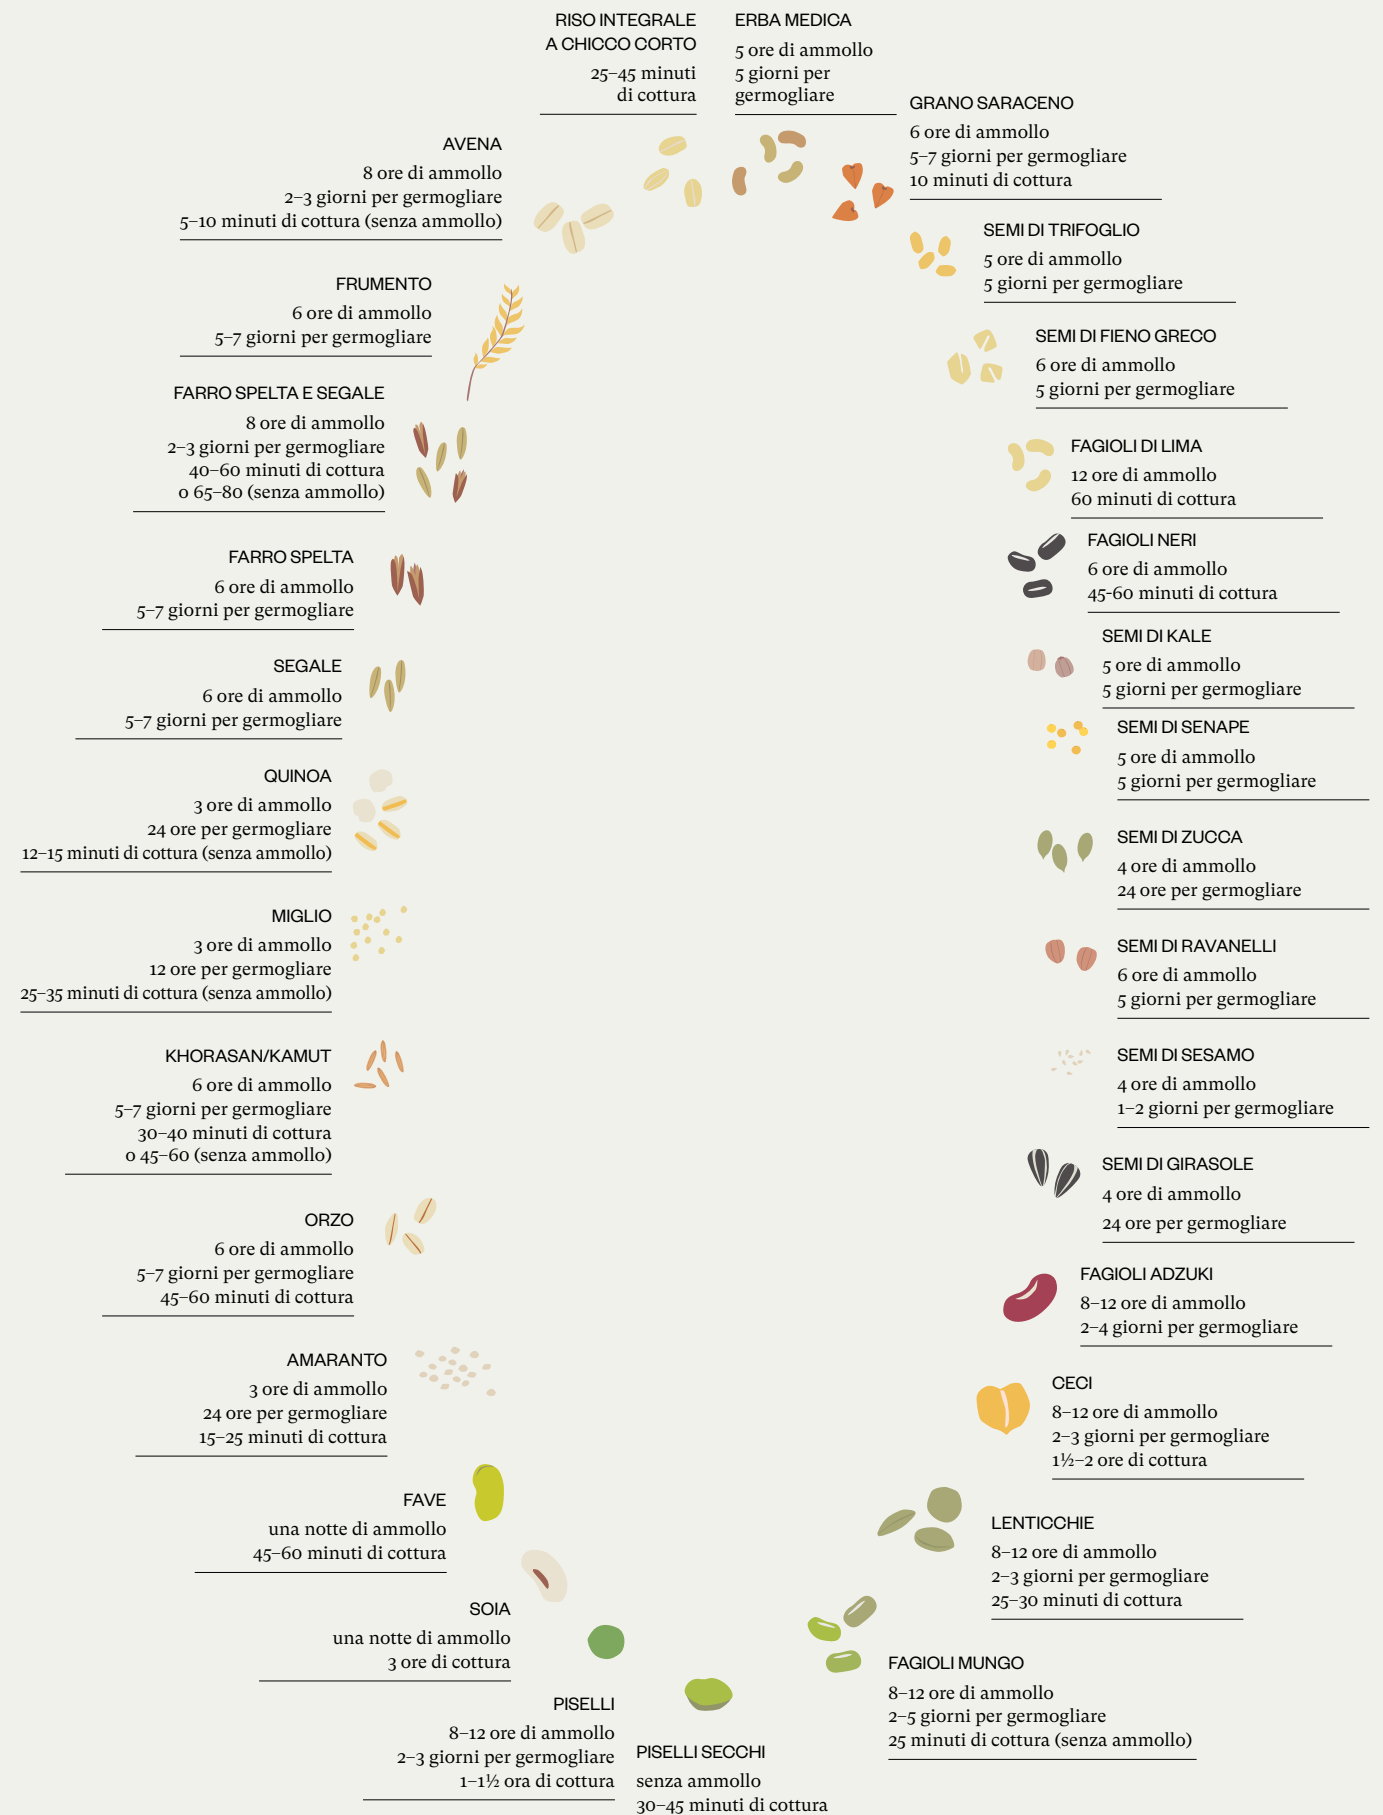 RISO INTEGRALE
A CHICCO CORTO
25–45 minuti
di cottura
ERBA MEDICA
5 ore di ammollo
5 giorni per
germogliare
GRANO SARACENO
6 ore di ammollo
5–7 giorni per germogliare
10 minuti di cottura
SEMI DI TRIFOGLIO
5 ore di ammollo
5 giorni per germogliare
SEMI DI FIENO GRECO
6 ore di ammollo
5 giorni per germogliare
FAGIOLI DI LIMA
12 ore di ammollo
60 minuti di cottura
FAGIOLI NERI
6 ore di ammollo
45-60 minuti di cottura
SEMI DI KALE
5 ore di ammollo
5 giorni per germogliare
SEMI DI SENAPE
5 ore di ammollo
5 giorni per germogliare
SEMI DI ZUCCA
4 ore di ammollo
24 ore per germogliare
SEMI DI RAVANELLI
6 ore di ammollo
5 giorni per germogliare
SEMI DI SESAMO
4 ore di ammollo
1–2 giorni per germogliare
SEMI DI GIRASOLE
4 ore di ammollo
24 ore per germogliare
FAGIOLI ADZUKI
8–12 ore di ammollo
2–4 giorni per germogliare
CECI
8–12 ore di ammollo
2–3 giorni per germogliare
1½–2 ore di cottura
LENTICCHIE
8–12 ore di ammollo
2–3 giorni per germogliare
25–30 minuti di cottura
FAGIOLI MUNGO
8–12 ore di ammollo
2–5 giorni per germogliare
25 minuti di cottura (senza ammollo)
PISELLI SECCHI
senza ammollo
30–45 minuti di cottura
PISELLI
8–12 ore di ammollo
2–3 giorni per germogliare
1–1½ ora di cottura
SOIA
una notte di ammollo
3 ore di cottura
FAVE
una notte di ammollo
45–60 minuti di cottura
AMARANTO
3 ore di ammollo
24 ore per germogliare
15–25 minuti di cottura
ORZO
6 ore di ammollo
5–7 giorni per germogliare
45–60 minuti di cottura
KHORASAN/KAMUT
6 ore di ammollo
5–7 giorni per germogliare
30–40 minuti di cottura
o 45–60 (senza ammollo)
MIGLIO
3 ore di ammollo
12 ore per germogliare
25–35 minuti di cottura (senza ammollo)
QUINOA
3 ore di ammollo
24 ore per germogliare
12–15 minuti di cottura (senza ammollo)
SEGALE
6 ore di ammollo
5–7 giorni per germogliare
FARRO SPELTA
6 ore di ammollo
5–7 giorni per germogliare
FARRO SPELTA E SEGALE
8 ore di ammollo
2–3 giorni per germogliare
40–60 minuti di cottura
o 65–80 (senza ammollo)
FRUMENTO
6 ore di ammollo
5–7 giorni per germogliare
AVENA
8 ore di ammollo
2–3 giorni per germogliare
5–10 minuti di cottura (senza ammollo)